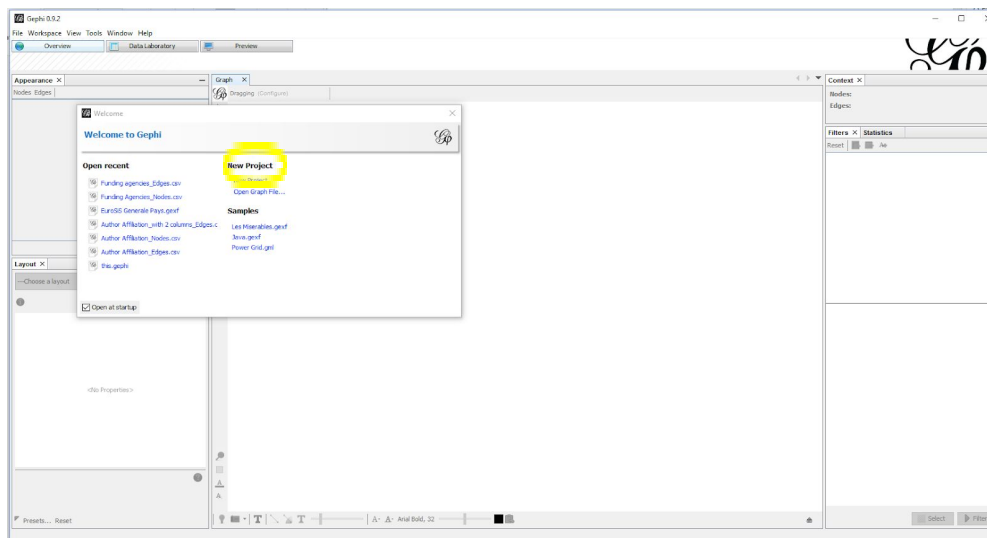 Gephi 0.9.2
File Workspace View Tools Window Help
Overview Data Laboratory Preview
Appearance
Nodes Edges
Graph
Dragging (Configure)
Context
Nodes:
Edges:
Filters Statistics
Reset
Welcome
Welcome to Gephi
Open recent
Funding agencies_Edges.csv
Funding Agencies_Nodes.csv
EuroSiS Generale Pays.gexf
Author Affiliation_with 2 columns_Edges.c
Author Affiliation_Nodes.csv
Author Affiliation_Edges.csv
this.gephi
New Project
Open Graph File...
Samples
Les Miserables.gexf
Java.gexf
Power Grid.gml
Open at startup
Layout
---Choose a layout
<No Properties>
Presets... Reset
T T A- A- Arial Bold, 32
Select Filter